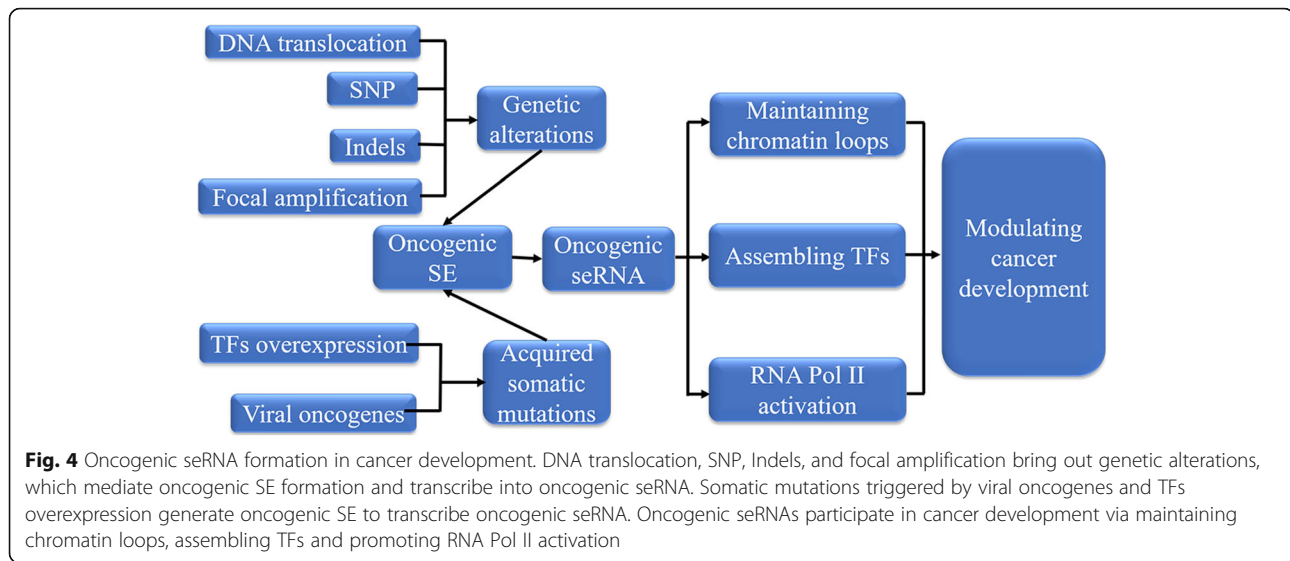 DNA translocation
SNP
Indels
Focal amplification
Genetic
alterations
TFs overexpression
Viral oncogenes
Acquired
somatic
mutations
Oncogenic
SE
Oncogenic
seRNA
Maintaining
chromatin loops
Assembling TFs
RNA Pol II
activation
Modulating
cancer
development
Fig. 4 Oncogenic seRNA formation in cancer development. DNA translocation, SNP, Indels, and focal amplification bring out genetic alterations,
which mediate oncogenic SE formation and transcribe into oncogenic seRNA. Somatic mutations triggered by viral oncogenes and TFs
overexpression generate oncogenic SE to transcribe oncogenic seRNA. Oncogenic seRNAs participate in cancer development via maintaining
chromatin loops, assembling TFs and promoting RNA Pol II activation